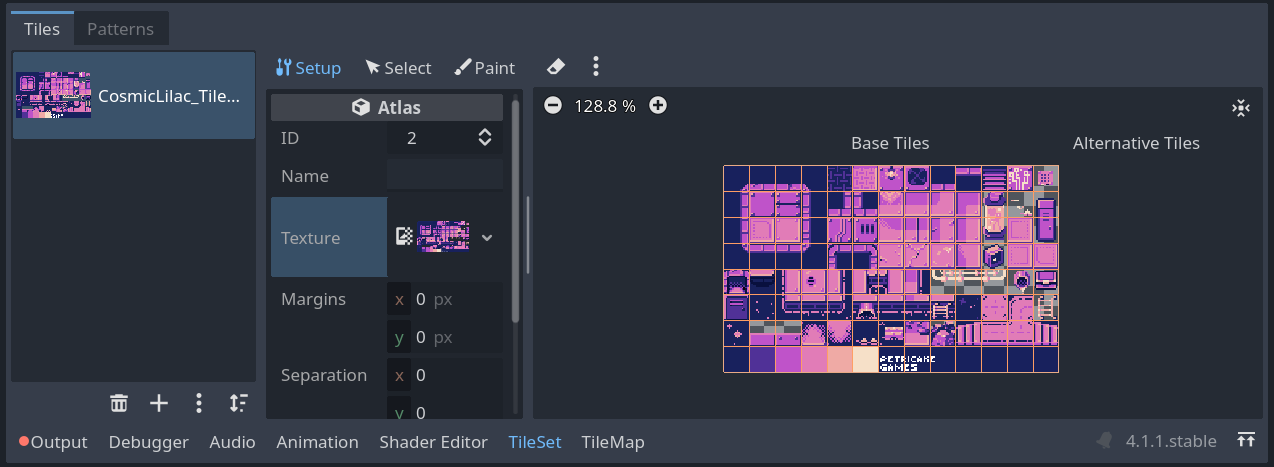 Tiles Patterns
CosmicLilac_Tile...
Setup Select Paint
Atlas
ID 2
Name
Texture
Margins x 0 px
y 0 px
Separation x 0
y 0
128.8 %
Base Tiles Alternative Tiles
PETRICAKE
GAMES
Output Debugger Audio Animation Shader Editor TileSet TileMap 4.1.1.stable